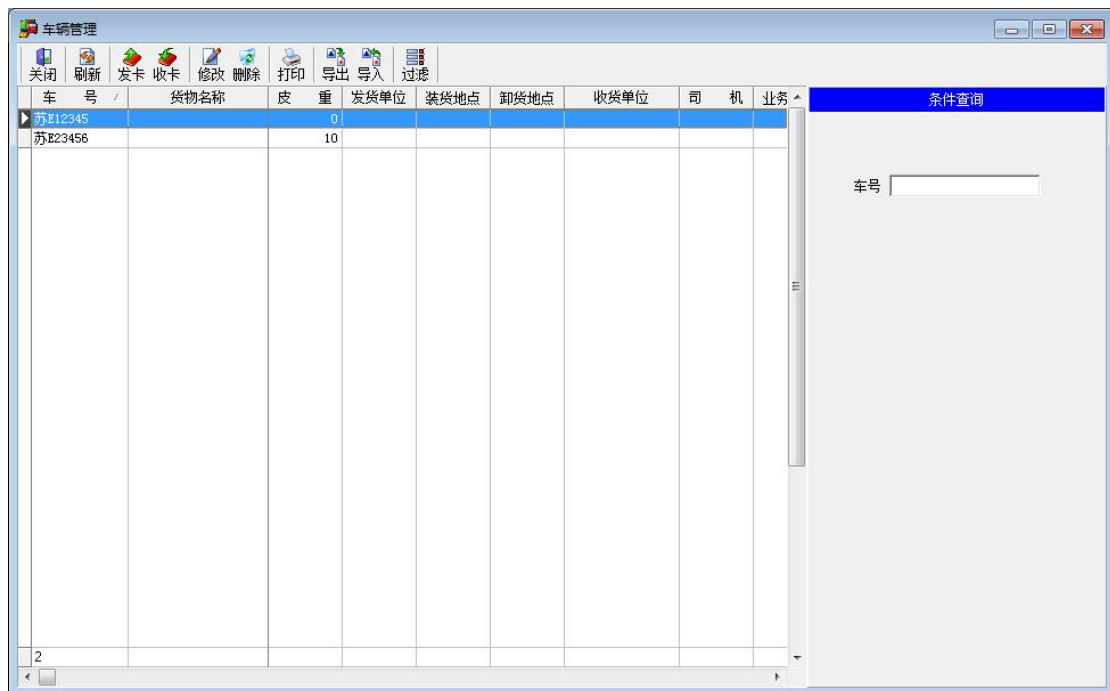 车辆管理
关闭 刷新 发卡 收卡 修改 删除 打印 导出 导入 过滤
车 号 货物名称 皮 重 发货单位 装货地点 卸货地点 收货单位 司 机 业务
条件查询
苏E12345 0
苏E23456 10
车号
2